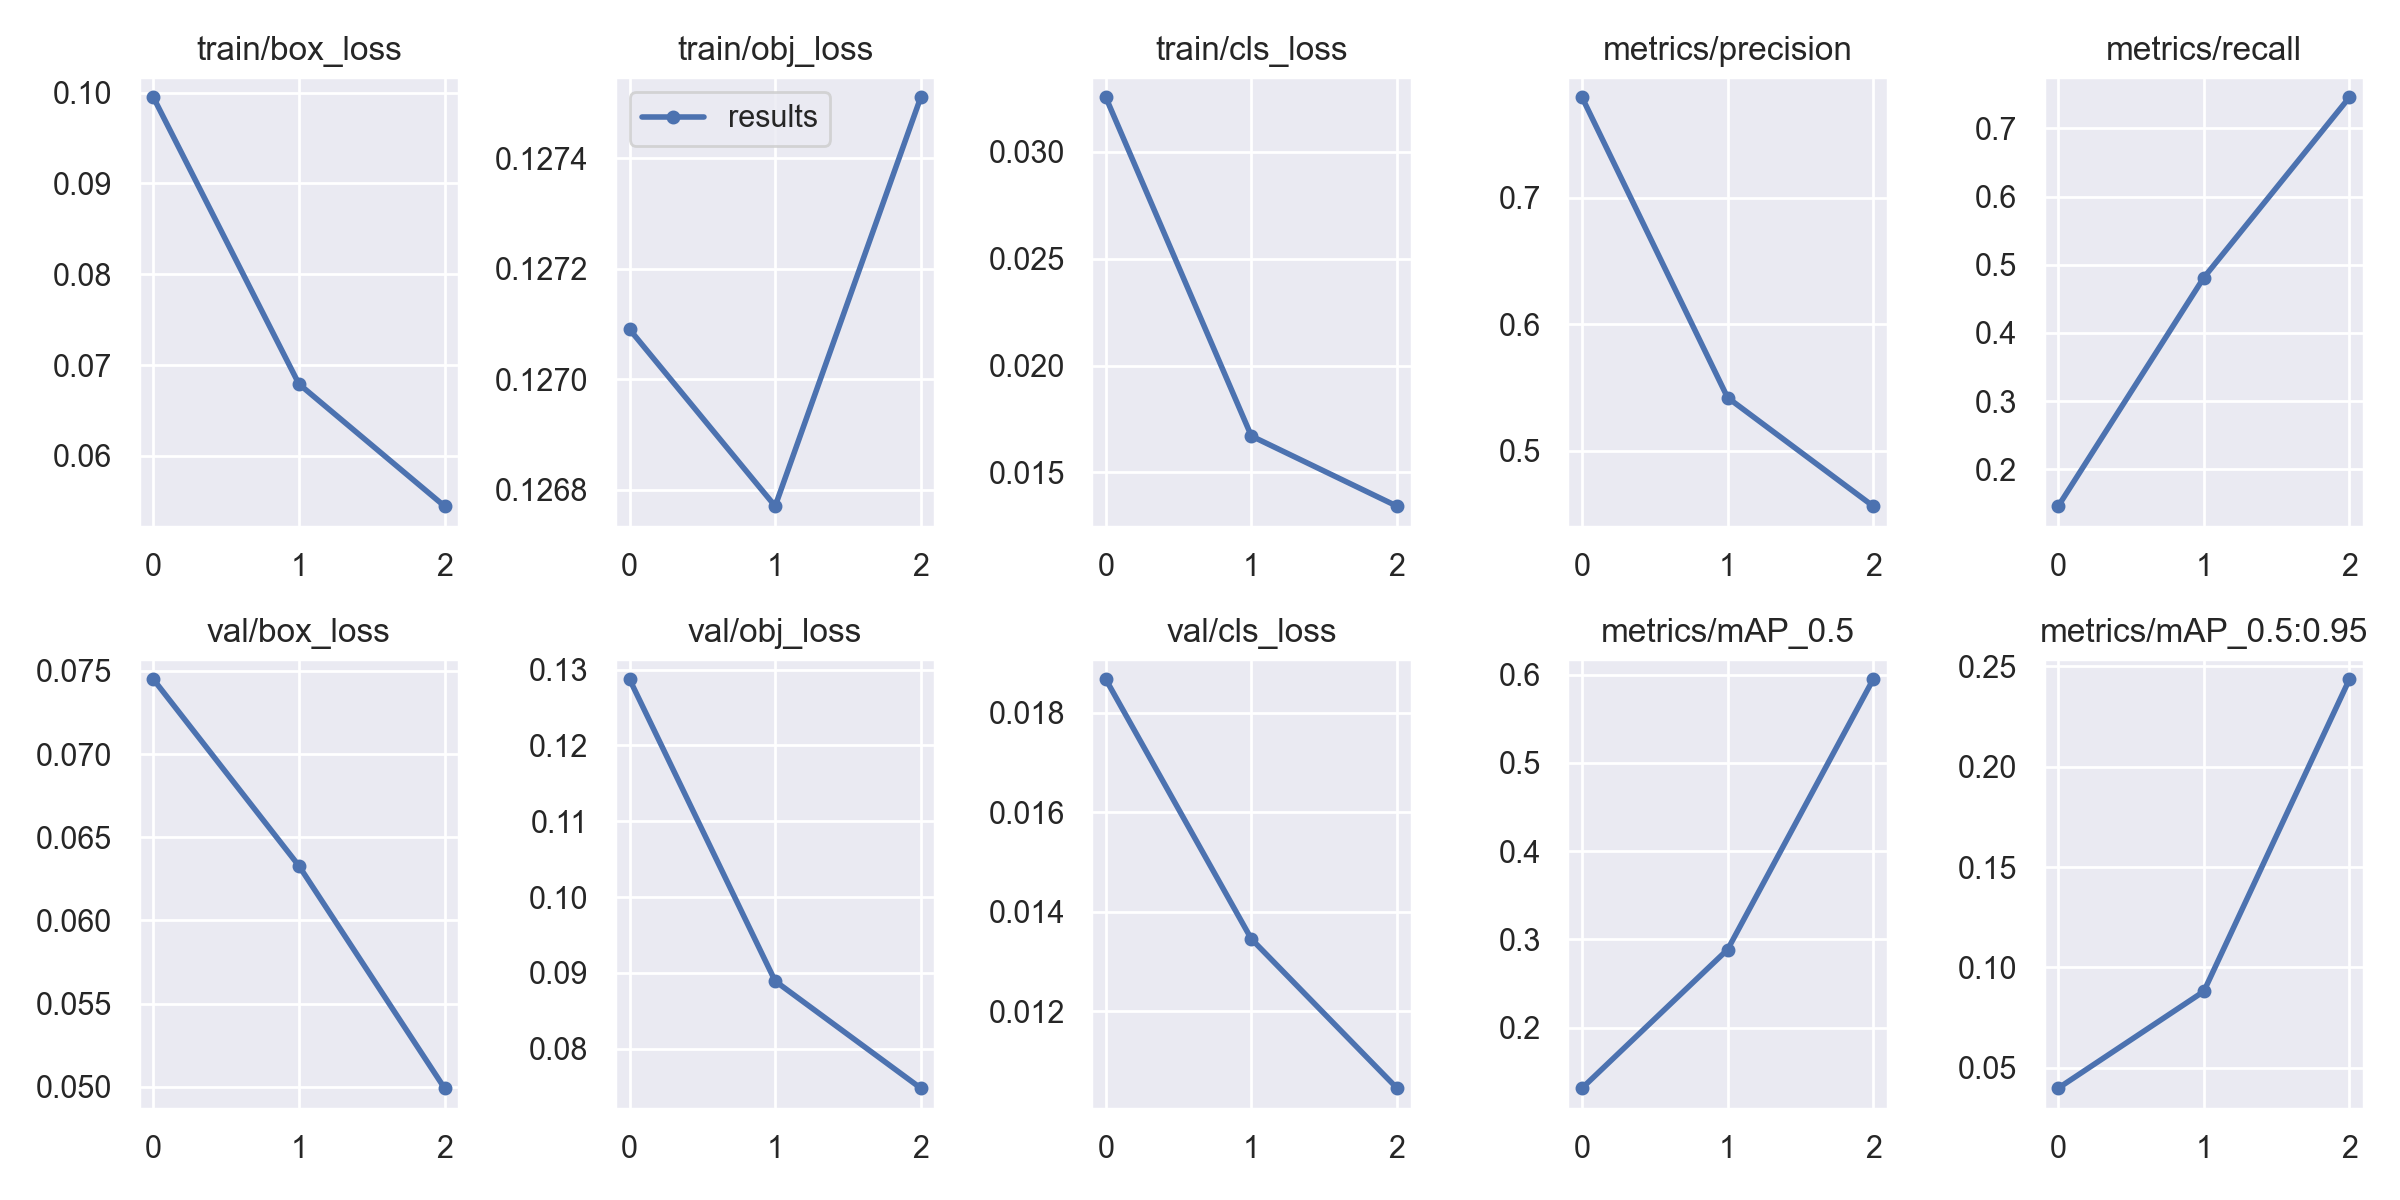 train/box_loss
0.10
0.09
0.08
0.07
0.06
0 1 2
train/obj_loss
results
0.1274
0.1272
0.1270
0.1268
0 1 2
train/cls_loss
0.030
0.025
0.020
0.015
0 1 2
metrics/precision
0.7
0.6
0.5
0 1 2
metrics/recall
0.7
0.6
0.5
0.4
0.3
0.2
0 1 2
val/box_loss
0.075
0.070
0.065
0.060
0.055
0.050
0 1 2
val/obj_loss
0.13
0.12
0.11
0.10
0.09
0.08
0 1 2
val/cls_loss
0.018
0.016
0.014
0.012
0 1 2
metrics/mAP_0.5
0.6
0.5
0.4
0.3
0.2
0 1 2
metrics/mAP_0.5:0.95
0.25
0.20
0.15
0.10
0.05
0 1 2